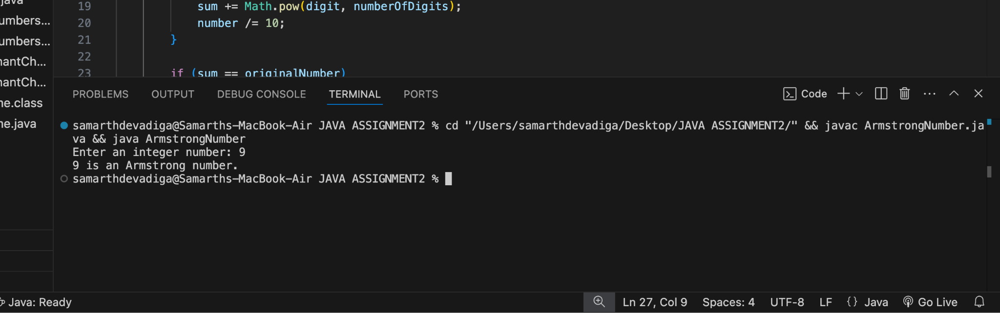 .java
umbers...
umbers...
nantCh...
nantCh...
ne.class
ne.java
19 sum += Math.pow(digit, numberOfDigits);
20 number /= 10;
21 }
22
23 if (sum == originalNumber)
PROBLEMS OUTPUT DEBUG CONSOLE TERMINAL PORTS Code
samarthdevadiga@Samarths-MacBook-Air JAVA ASSIGNMENT2 % cd "/Users/samarthdevadiga/Desktop/JAVA ASSIGNMENT2/" && javac ArmstrongNumber.ja
va && java ArmstrongNumber
Enter an integer number: 9
9 is an Armstrong number.
samarthdevadiga@Samarths-MacBook-Air JAVA ASSIGNMENT2 %
Java: Ready Ln 27, Col 9 Spaces: 4 UTF-8 LF {} Java Go Live